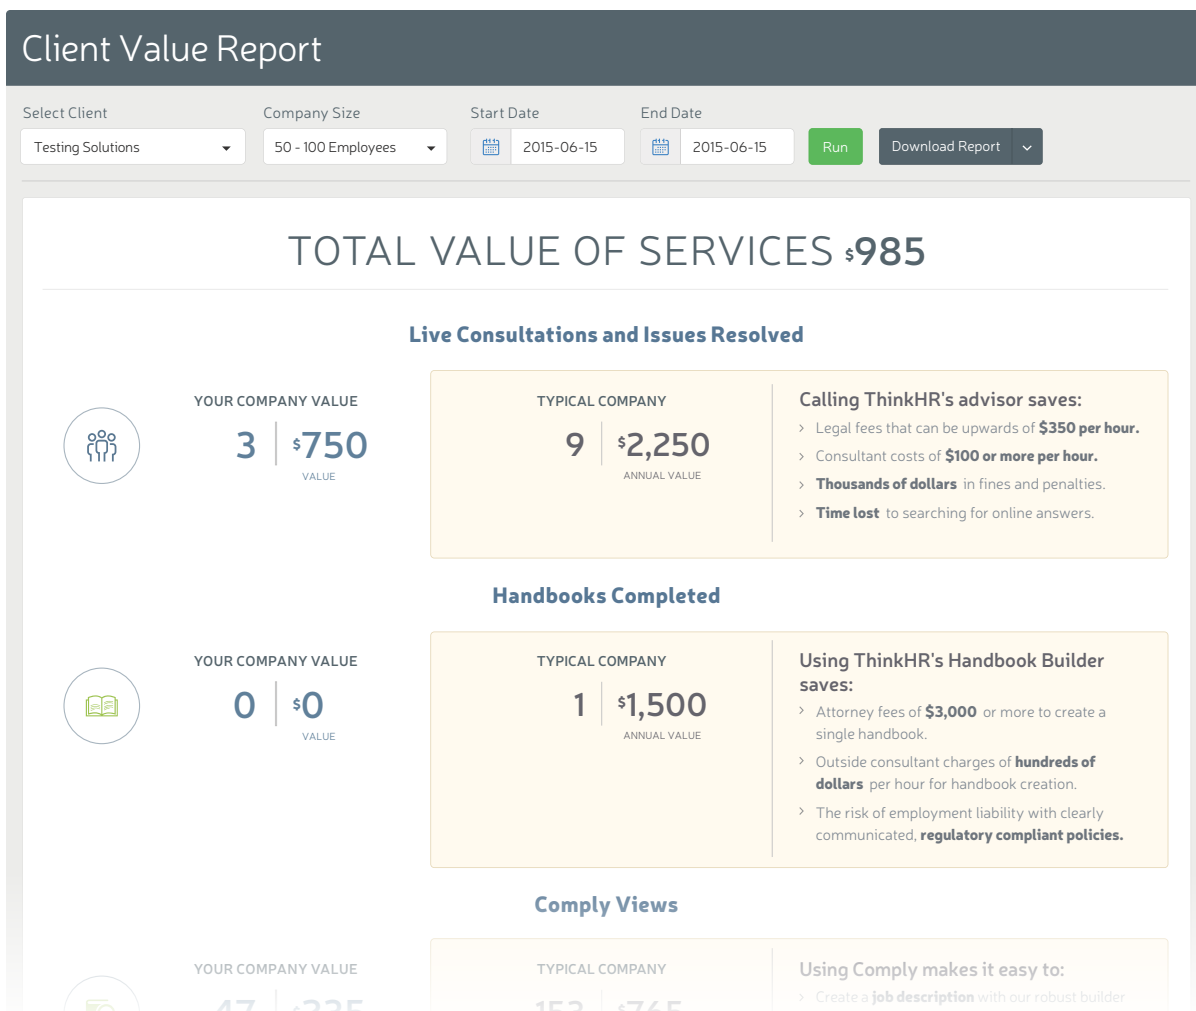 Client Value Report
Select Client
Company Size
Start Date
End Date
Testing Solutions
50 - 100 Employees
2015-06-15
2015-06-15
Run
Download Report
TOTAL VALUE OF SERVICES $985
Live Consultations and Issues Resolved
YOUR COMPANY VALUE
3
$750
VALUE
TYPICAL COMPANY
9
$2,250
ANNUAL VALUE
Calling ThinkHR's advisor saves:
Legal fees that can be upwards of $350 per hour.
Consultant costs of $100 or more per hour.
Thousands of dollars in fines and penalties.
Time lost to searching for online answers.
Handbooks Completed
YOUR COMPANY VALUE
0
$0
VALUE
TYPICAL COMPANY
1
$1,500
ANNUAL VALUE
Using ThinkHR's Handbook Builder
saves:
Attorney fees of $3,000 or more to create a
single handbook.
Outside consultant charges of hundreds of
dollars per hour for handbook creation.
The risk of employment liability with clearly
communicated, regulatory compliant policies.
Comply Views
YOUR COMPANY VALUE
47
$235
TYPICAL COMPANY
153
$765
Using Comply makes it easy to:
Create a job description with our robust builder